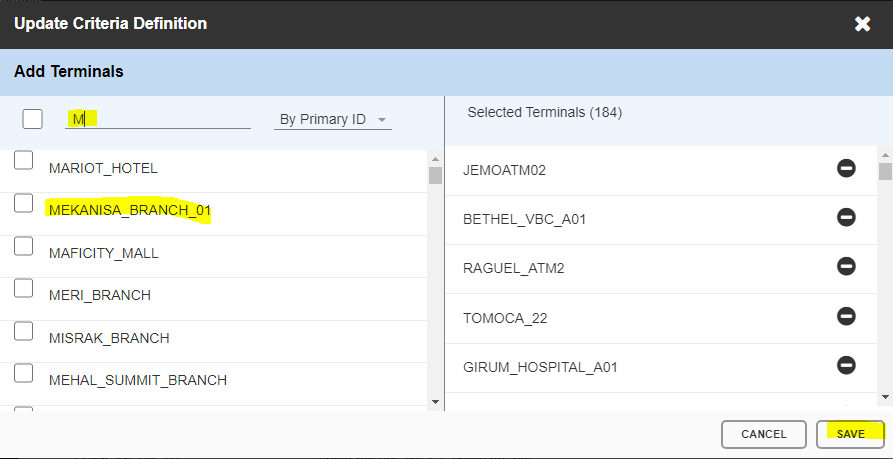 Update Criteria Definition
Add Terminals
M
By Primary ID
MARIOT_HOTEL
MEKANISA_BRANCH_01
MAFICITY_MALL
MERI_BRANCH
MISRAK_BRANCH
MEHAL_SUMMIT_BRANCH
Selected Terminals (184)
JEMOATM02
BETHEL_VBC_A01
RAGUEL_ATM2
TOMOCA_22
GIRUM_HOSPITAL_A01
CANCEL
SAVE